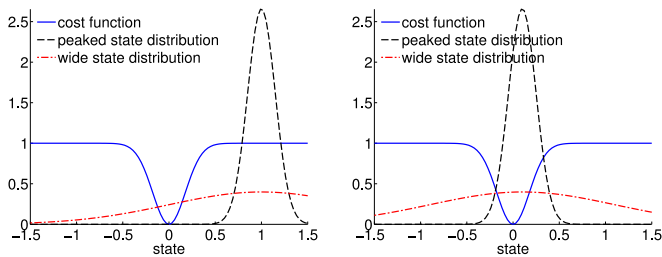 2.5
2
1.5
1
0.5
0
−1.5 −1 −0.5 0 0.5 1 1.5
state
cost function
peaked state distribution
wide state distribution
2.5
2
1.5
1
0.5
0
−1.5 −1 −0.5 0 0.5 1 1.5
state
cost function
peaked state distribution
wide state distribution